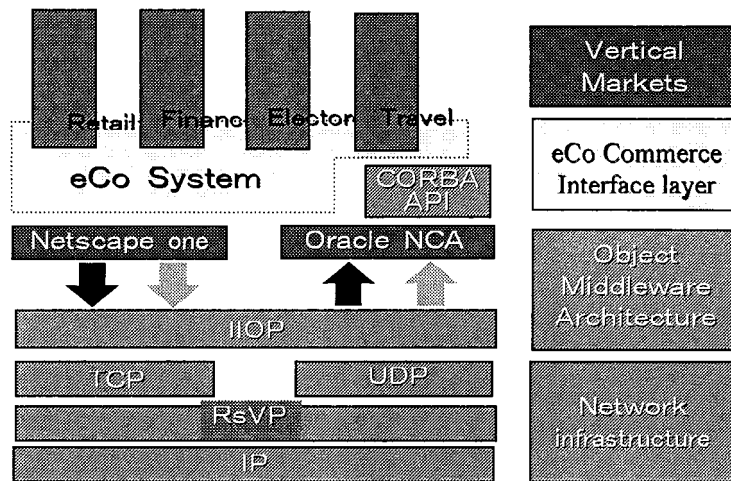 Retail Financ Elector Travel
eCo System
CORBA
API
Netscape one
Oracle NCA
IIOP
TCP
UDP
RsVP
IP
Vertical
Markets
eCo Commerce
Interface layer
Object
Middleware
Architecture
Network
infrastructure